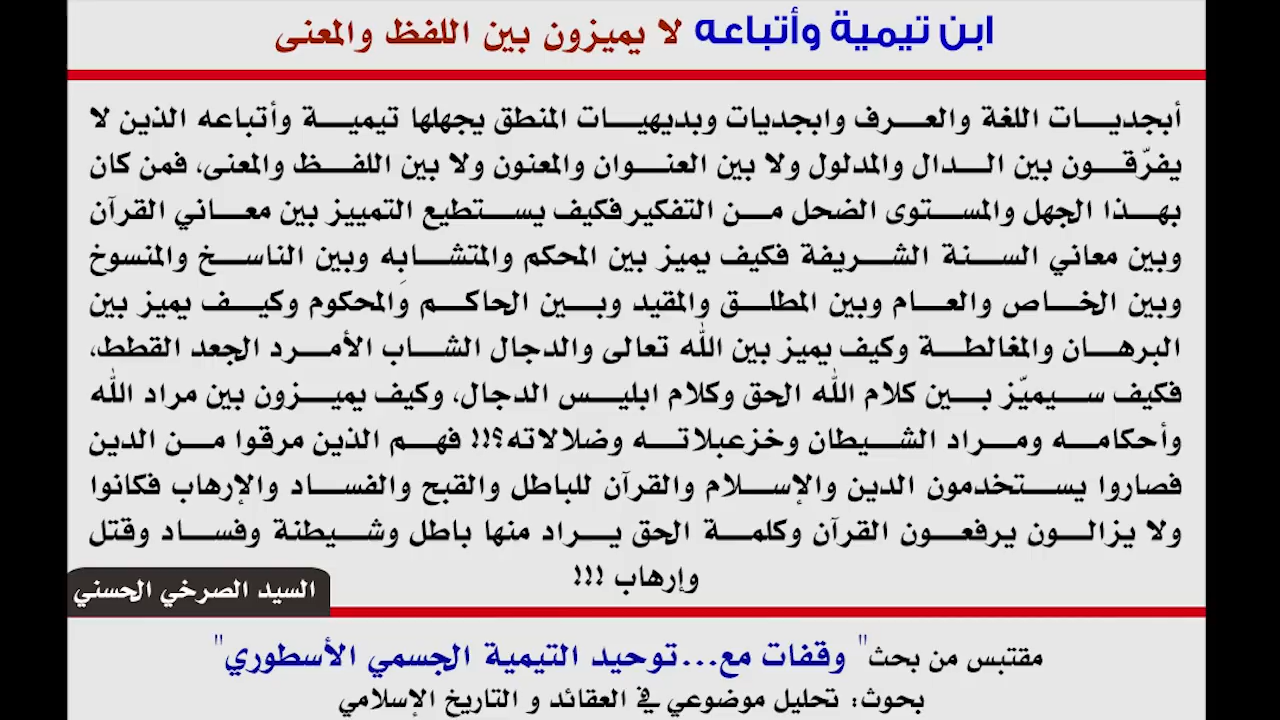 ابن تيمية وأتباعه لا يميزون بين اللفظ والمعنى
أبجديات اللغة والعرف وابجديات وبديهيات المنطق يجهلها تيمية وأتباعه الذين لا
يفرّقون بين الدال والمدلول ولا بين العنوان والمعنون ولا بين اللفظ والمعنى، فمن كان
بهذا الجهل والمستوى الضحل من التفكير فكيف يستطيع التمييز بين معاني القرآن
وبين معاني السنة الشريفة فكيف يميز بين المحكم والمتشابِه وبين الناسخ والمنسوخ
وبين الخاص والعام وبين المطلق والمقيد وبين الحاكم وَالمحكوم وكيف يميز بين
البرهان والمغالطة وكيف يميز بين الله تعالى والدجال الشاب الأمرد الجعد القطط،
فكيف سيميّز بين كلام الله الحق وكلام ابليس الدجال، وكيف يميزون بين مراد الله
وأحكامه ومراد الشيطان وخزعبلاته وضلالاته؟!! فهم الذين مرقوا من الدين
فصاروا يستخدمون الدين والإسلام والقرآن للباطل والقبح والفساد والإرهاب فكانوا
ولا يزالون يرفعون القرآن وكلمة الحق يراد منها باطل وشيطنة وفساد وقتل
وإرهاب !!!
السيد الصرخي الحسني
مقتبس من بحث" وقفات مع...توحيد التيمية الجسمي الأسطوري"
بحوث: تحليل موضوعي في العقائد و التاريخ الإسلامي